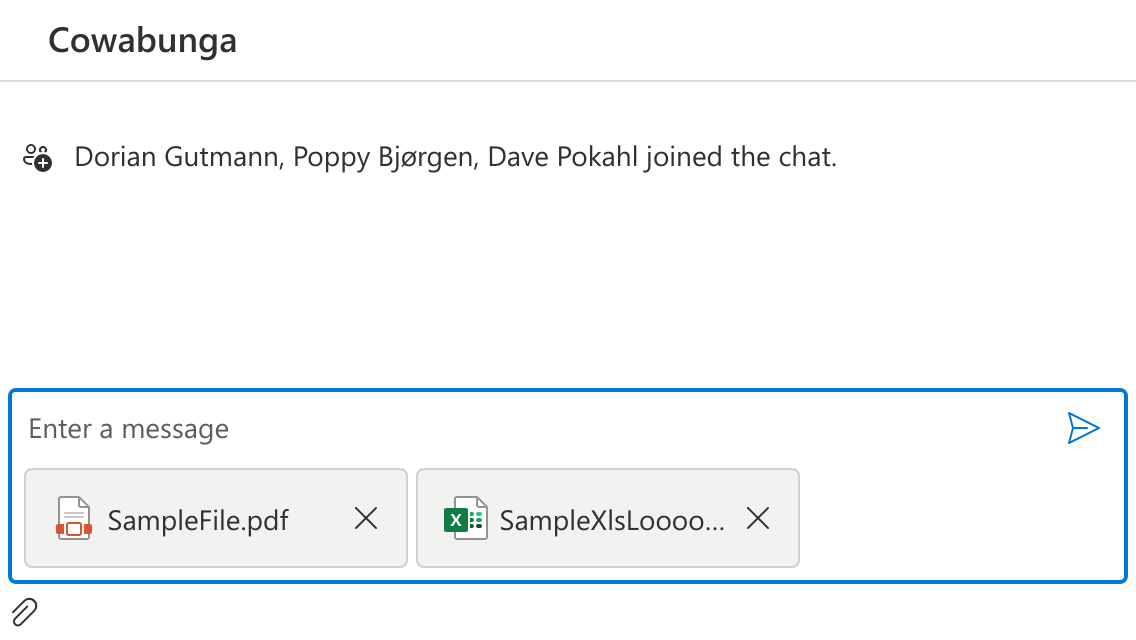 Cowabunga
Dorian Gutmann, Poppy Bjørgen, Dave Pokahl joined the chat.
Enter a message
SampleFile.pdf
X SampleXlsLoooo...